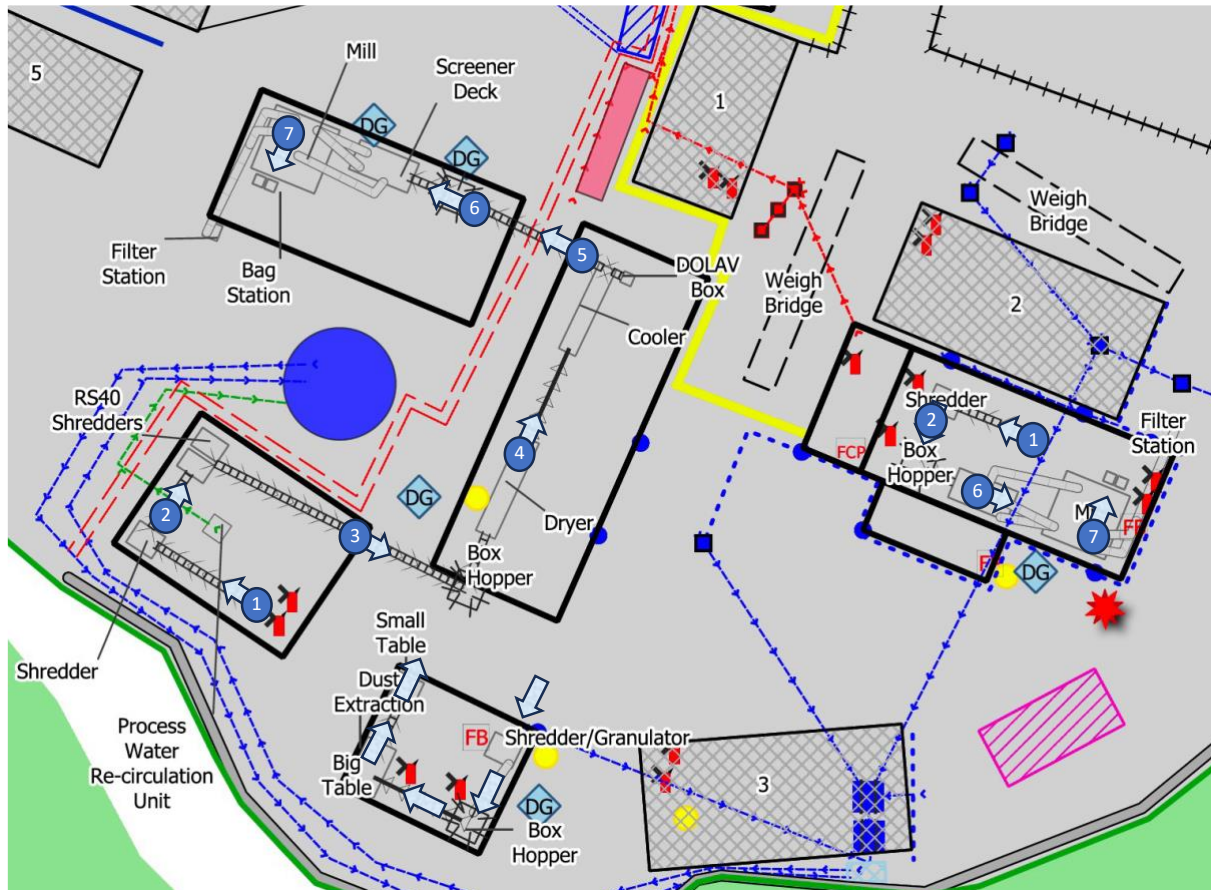 5
Mill
Screener
Deck
1
7
DG
DG
6
Weigh
Bridge
Filter
Station
Bag
Station
5
DOLAV
Box
Weigh
Bridge
2
Cooler
RS40
Shredders
Shredder
2
1
Filter
Station
FCP
Box
Hopper
4
DG
6
2
Dryer
7
3
Box
Hopper
DG
1
Small
Table
Shredder
Dust
Extraction
Process
Water
Re-circulation
Unit
FB
Shredder/Granulator
Big
Table
3
DG
Box
Hopper